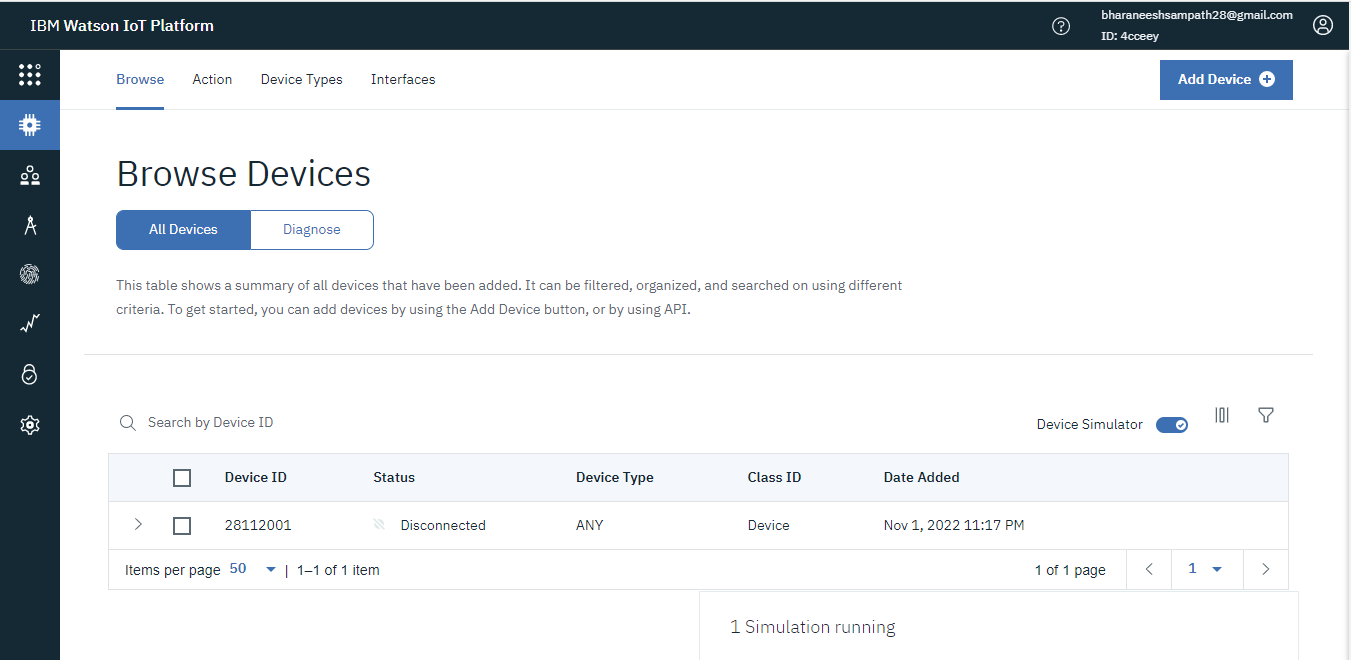 IBM Watson IoT Platform
bharaneeshsampath28@gmail.com
ID: 4cceey
Browse Action Device Types Interfaces
Add Device
Browse Devices
All Devices Diagnose
This table shows a summary of all devices that have been added. It can be filtered, organized, and searched on using different
criteria. To get started, you can add devices by using the Add Device button, or by using API.
Search by Device ID
Device Simulator
Device ID Status Device Type Class ID Date Added
28112001 Disconnected ANY Device Nov 1, 2022 11:17 PM
Items per page 50 | 1–1 of 1 item 1 of 1 page 1
1 Simulation running